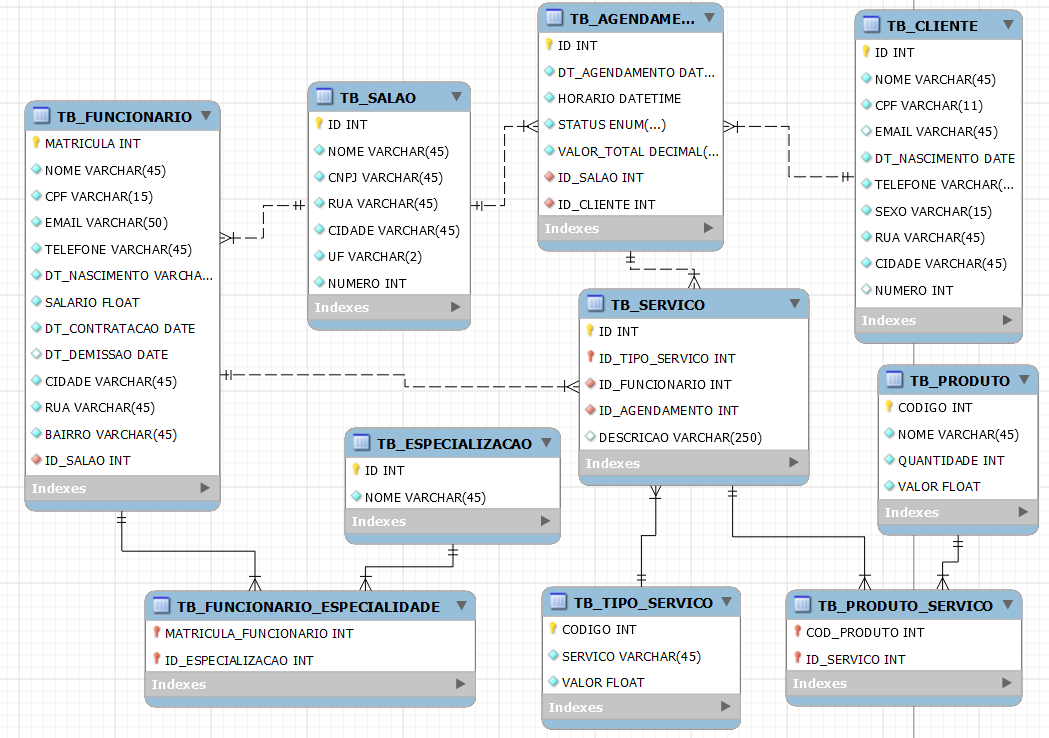 TB_FUNCIONARIO
MATRICULA INT
NOME VARCHAR(45)
CPF VARCHAR(15)
EMAIL VARCHAR(50)
TELEFONE VARCHAR(45)
DT_NASCIMENTO VARCHA...
SALARIO FLOAT
DT_CONTRATACAO DATE
DT_DEMISSAO DATE
CIDADE VARCHAR(45)
RUA VARCHAR(45)
BAIRRO VARCHAR(45)
ID_SALAO INT
Indexes
TB_SALAO
ID INT
NOME VARCHAR(45)
CNPJ VARCHAR(45)
RUA VARCHAR(45)
CIDADE VARCHAR(45)
UF VARCHAR(2)
NUMERO INT
Indexes
TB_AGENDAME...
ID INT
DT_AGENDAMENTO DAT...
HORARIO DATETIME
STATUS ENUM(...)
VALOR_TOTAL DECIMAL(...
ID_SALAO INT
ID_CLIENTE INT
Indexes
TB_CLIENTE
ID INT
NOME VARCHAR(45)
CPF VARCHAR(11)
EMAIL VARCHAR(45)
DT_NASCIMENTO DATE
TELEFONE VARCHAR(...
SEXO VARCHAR(15)
RUA VARCHAR(45)
CIDADE VARCHAR(45)
NUMERO INT
Indexes
TB_SERVICO
ID INT
ID_TIPO_SERVICO INT
ID_FUNCIONARIO INT
ID_AGENDAMENTO INT
DESCRICAO VARCHAR(250)
Indexes
TB_PRODUTO
CODIGO INT
NOME VARCHAR(45)
QUANTIDADE INT
VALOR FLOAT
Indexes
TB_ESPECIALIZACAO
ID INT
NOME VARCHAR(45)
Indexes
TB_FUNCIONARIO_ESPECIALIDADE
MATRICULA_FUNCIONARIO INT
ID_ESPECIALIZACAO INT
Indexes
TB_TIPO_SERVICO
CODIGO INT
SERVICO VARCHAR(45)
VALOR FLOAT
Indexes
TB_PRODUTO_SERVICO
COD_PRODUTO INT
ID_SERVICO INT
Indexes